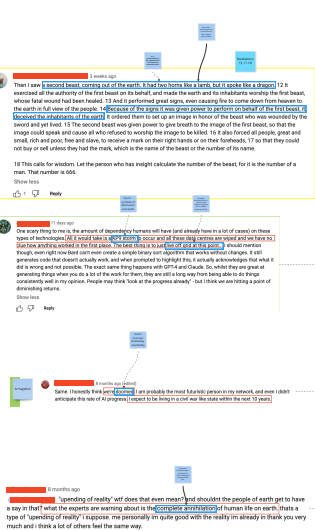 2 weeks ago
Then I saw a second beast, coming out of the earth. It had two horns like a lamb, but it spoke like a dragon. 12 It
exercised all the authority of the first beast on its behalf, and made the earth and its inhabitants worship the first beast,
whose fatal wound had been healed. 13 And it performed great signs, even causing fire to come down from heaven to
the earth in full view of the people. 14 Because of the signs it was given power to perform on behalf of the first beast, it
deceived the inhabitants of the earth. It ordered them to set up an image in honor of the beast who was wounded by the
sword and yet lived. 15 The second beast was given power to give breath to the image of the first beast, so that the
image could speak and cause all who refused to worship the image to be killed. 16 It also forced all people, great and
small, rich and poor, free and slave, to receive a mark on their right hands or on their foreheads, 17 so that they could
not buy or sell unless they had the mark, which is the name of the beast or the number of its name.
18 This calls for wisdom. Let the person who has insight calculate the number of the beast, for it is the number of a
man. That number is 666.
Show less
Reply
11 days ago
One scary thing to me is, the amount of dependency humans will have (and already have in a lot of cases) on these
types of technologies. All it would take is a storm to occur and all these data centres are wiped and we have no
clue how anything worked in the first place. The best thing is to just live off grid at this point. I should mention
though, even right now Bard can't even create a simple binary sort algorithm that works without changes. It still
generates code that doesn't actually work, and when prompted to highlight this, it actually acknowledges that what it
did is wrong and not possible. The exact same thing happens with GPT-4 and Claude. So, whilst they are great at
generating things when you do a lot of the work for them, they are still a long way from being able to do things
consistently well in my opinion. People may think "look at the progress already" - but I think we are hitting a point of
diminishing returns.
Show less
Reply
8 months ago (edited)
Same. I honestly think we're doomed. I am probably the most futuristic person in my network, and even I didn't
anticipate this rate of AI progress. I expect to be living in a civil war like state within the next 10 years.
8 months ago
"upending of reality" wtf does that even mean? and shouldnt the people of earth get to have
a say in that? what the experts are warning about is the complete annihilation of human life on earth. thats a
type of "upending of reality" i suppose. me personally im quite good with the reality im already in thank you very
much and i think a lot of others feel the same way.